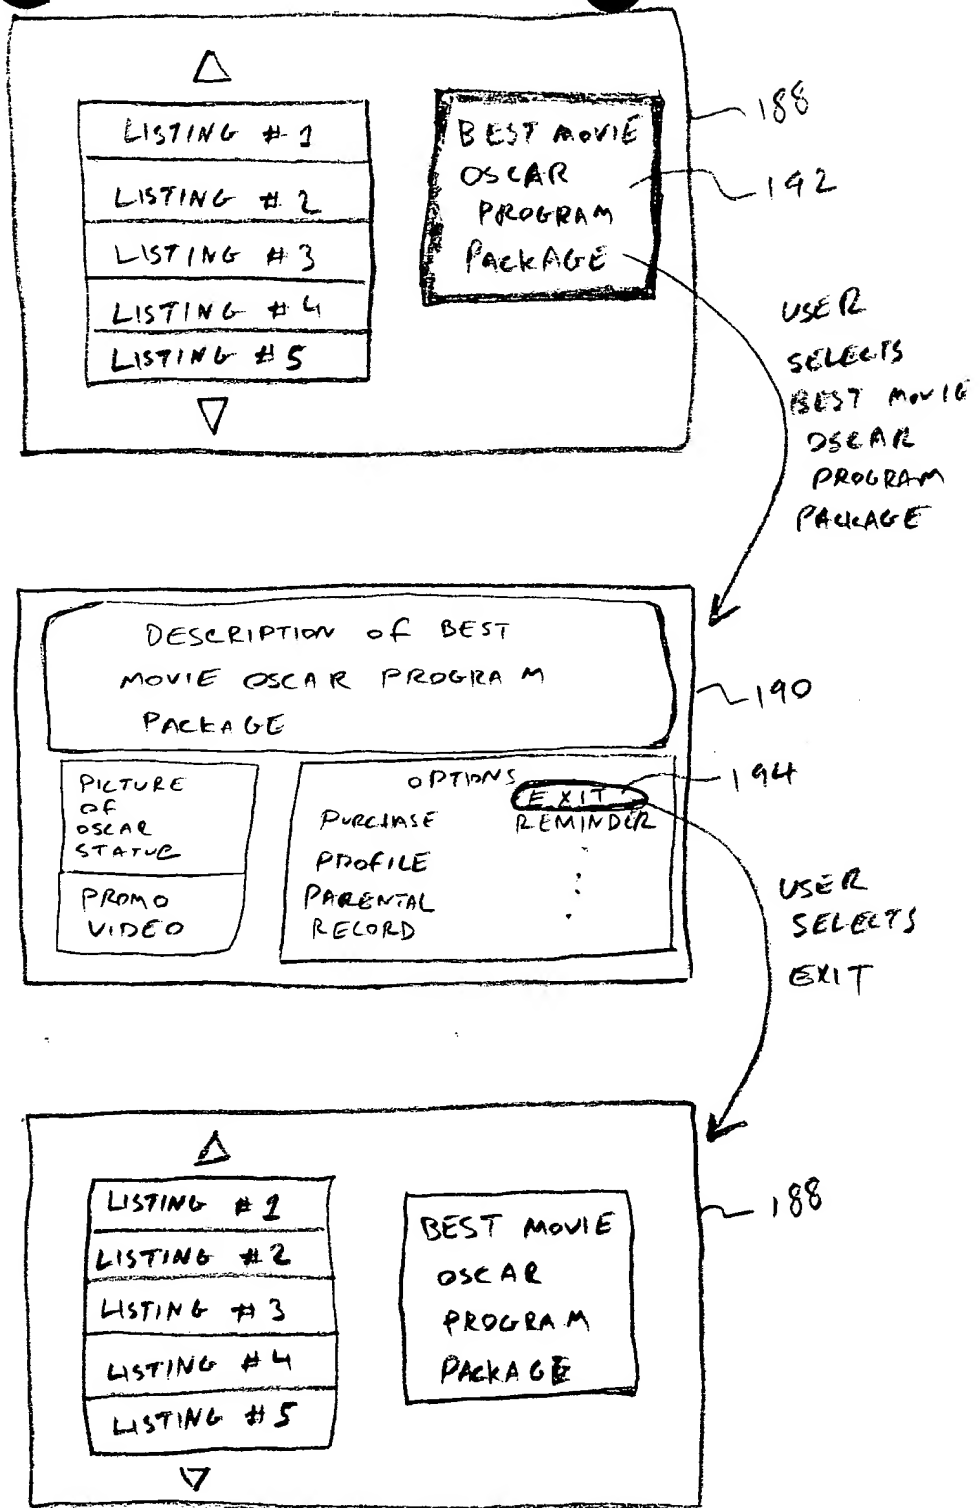 LISTING # 1
LISTING # 2
LISTING # 3
LISTING # 4
LISTING # 5
BEST MOVIE
OSCAR
PROGRAM
PACKAGE
188
192
USER
SELECTS
BEST MOVIE
OSCAR
PROGRAM
PACKAGE
DESCRIPTION OF BEST
MOVIE OSCAR PROGRAM
PACKAGE
190
PICTURE
OF
OSCAR
STATUE
PROMO
VIDEO
OPTIONS
EXIT
PURCHASE REMINDER
PROFILE
PARENTAL
RECORD
194
USER
SELECTS
EXIT
LISTING # 1
LISTING # 2
LISTING # 3
LISTING # 4
LISTING # 5
BEST MOVIE
OSCAR
PROGRAM
PACKAGE
188